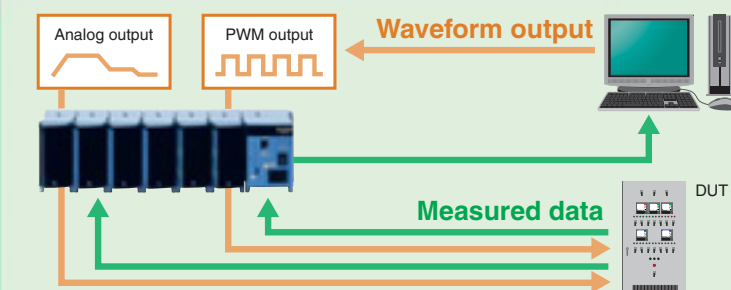 Analog output
PWM output
Waveform output
Measured data
DUT